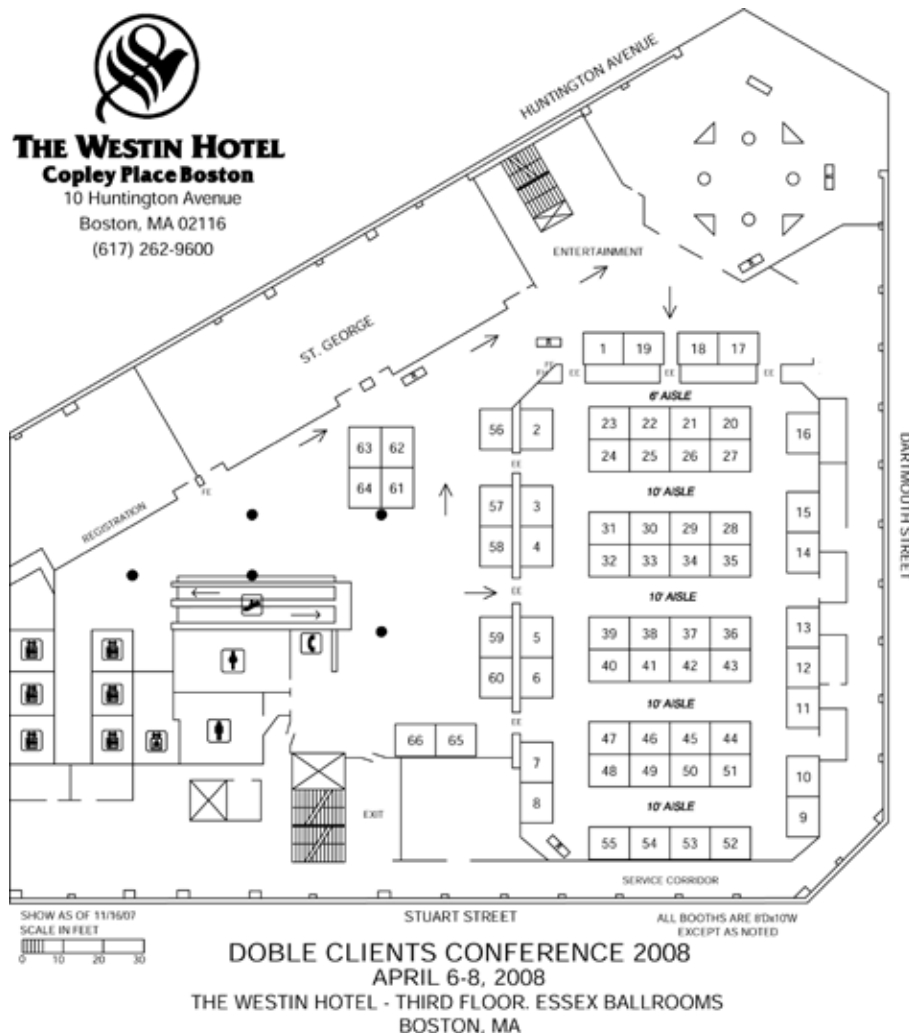 THE WESTIN HOTEL
Copley Place Boston
10 Huntington Avenue
Boston, MA 02116
(617) 262-9600
HUNTINGTON AVENUE
ENTERTAINMENT
ST. GEORGE
REGISTRATION
FE
1 19 18 17
FE
EE EE EE
6' AISLE
56 2
23 22 21 20
24 25 26 27
16
63 62
64 61
EE
10' AISLE
57 3
58 4
31 30 29 28
32 33 34 35
15
14
EE
10' AISLE
59 5
60 6
39 38 37 36
40 41 42 43
13
12
11
EE
10' AISLE
66 65
7
8
47 46 45 44
48 49 50 51
10
9
10' AISLE
EXIT
55 54 53 52
SERVICE CORRIDOR
DARTMOUTH STREET
STUART STREET
SHOW AS OF 11/16/07
SCALE IN FEET
0 10 20 30
ALL BOOTHS ARE 8'Dx10'W
EXCEPT AS NOTED
DOBLE CLIENTS CONFERENCE 2008
APRIL 6-8, 2008
THE WESTIN HOTEL - THIRD FLOOR. ESSEX BALLROOMS
BOSTON, MA